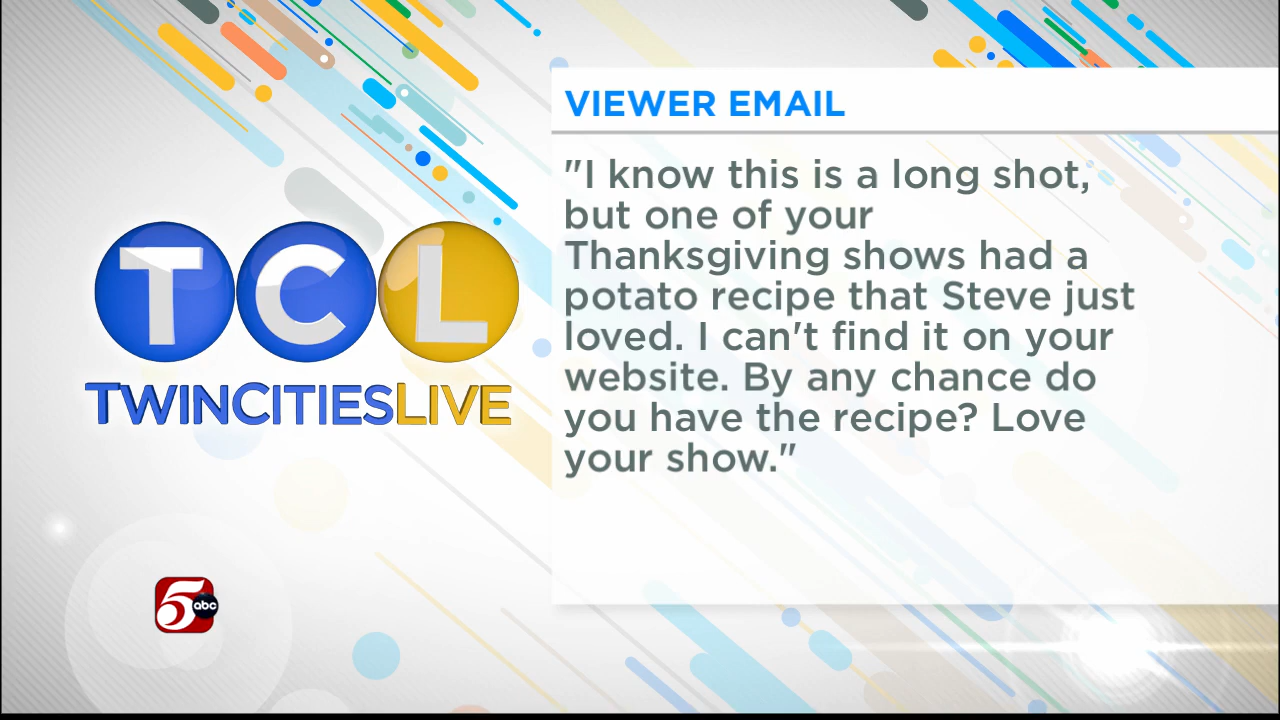 VIEWER EMAIL
"I know this is a long shot,
but one of your
Thanksgiving shows had a
potato recipe that Steve just
loved. I can't find it on your
website. By any chance do
you have the recipe? Love
your show."
TCL
TWINCITIESLIVE
5 abc